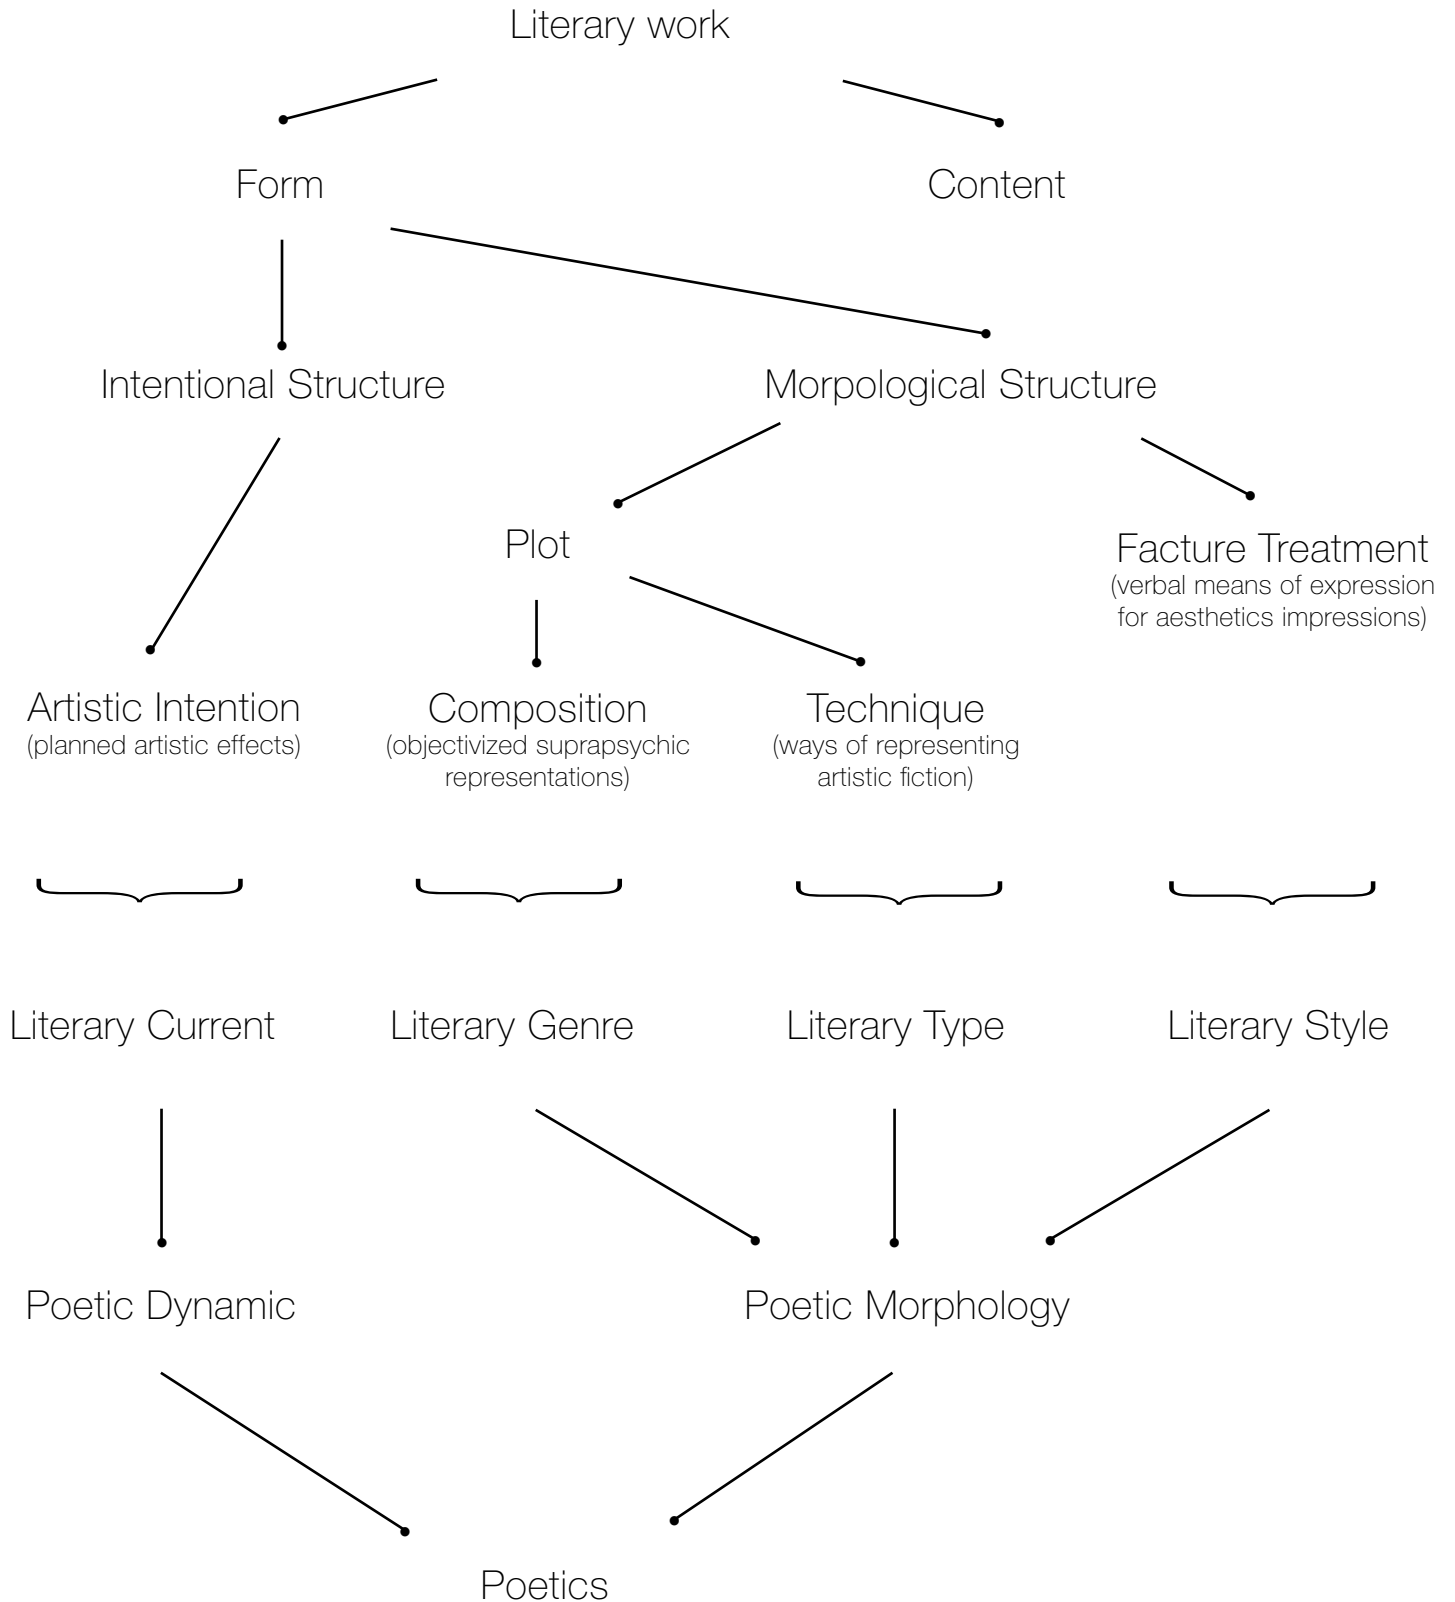 Literary work
Form
Content
Intentional Structure
Morpological Structure
Plot
Facture Treatment
(verbal means of expression
for aesthetics impressions)
Artistic Intention
(planned artistic effects)
Composition
(objectivized suprapsychic
representations)
Technique
(ways of representing
artistic fiction)
Literary Current
Literary Genre
Literary Type
Literary Style
Poetic Dynamic
Poetic Morphology
Poetics